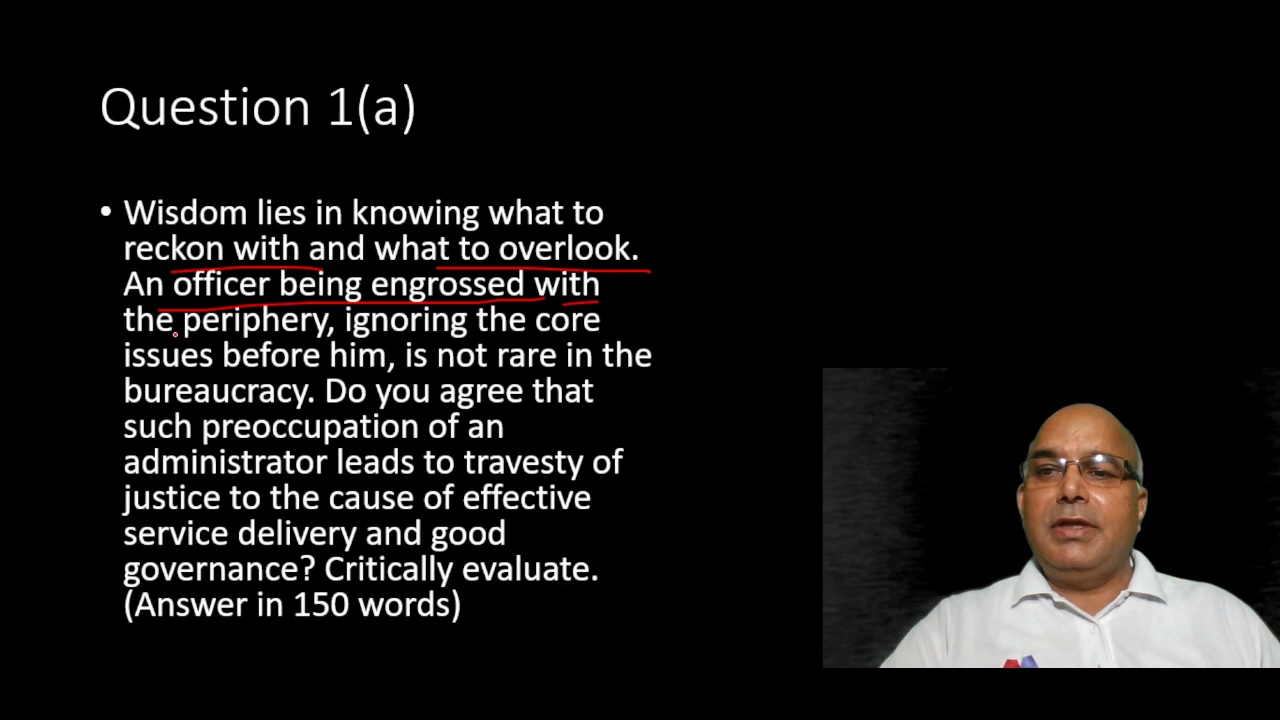 Question 1(a)
• Wisdom lies in knowing what to
reckon with and what to overlook.
An officer being engrossed with
the periphery, ignoring the core
issues before him, is not rare in the
bureaucracy. Do you agree that
such preoccupation of an
administrator leads to travesty of
justice to the cause of effective
service delivery and good
governance? Critically evaluate.
(Answer in 150 words)